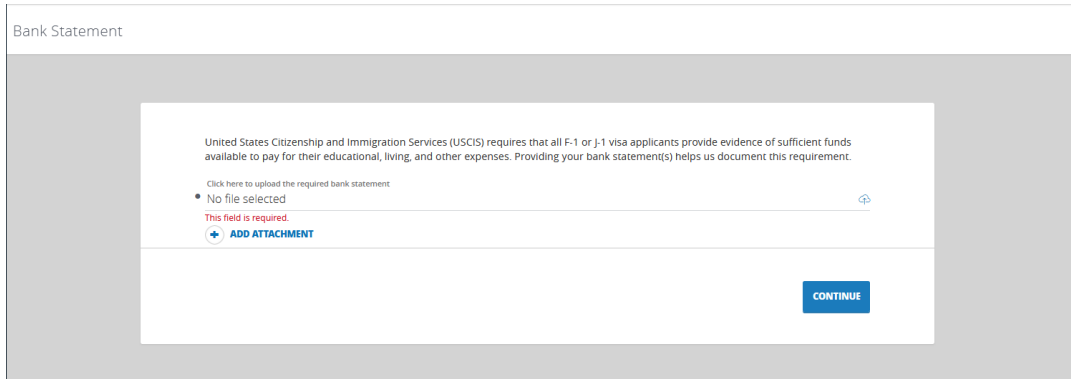 Bank Statement
United States Citizenship and Immigration Services (USCIS) requires that all F-1 or J-1 visa applicants provide evidence of sufficient funds
available to pay for their educational, living, and other expenses. Providing your bank statement(s) helps us document this requirement.
Click here to upload the required bank statement
No file selected
This field is required.
ADD ATTACHMENT
CONTINUE